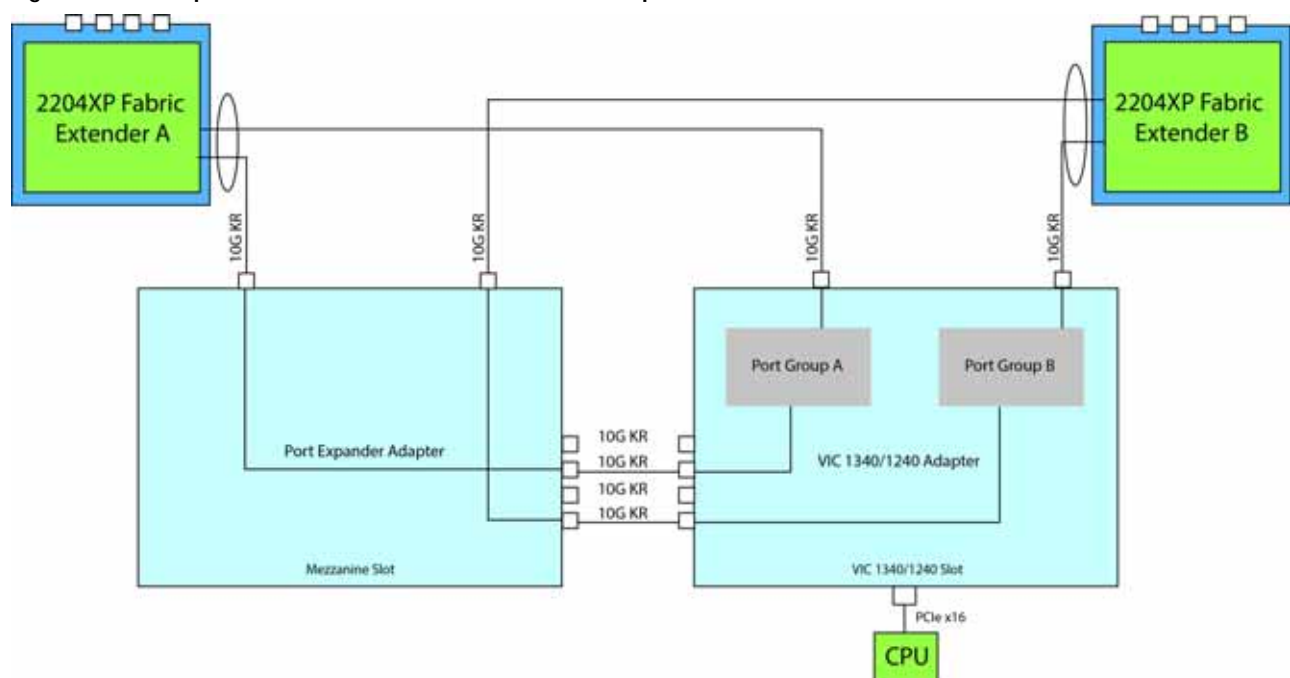 2204XP Fabric
Extender A
2204XP Fabric
Extender B
10G KR
10G KR
10G KR
10G KR
Port Group A
Port Group B
Port Expander Adapter
10G KR
10G KR
10G KR
10G KR
VIC 1340/1240 Adapter
Mezzanine Slot
VIC 1340/1240 Slot
PCIe x16
CPU